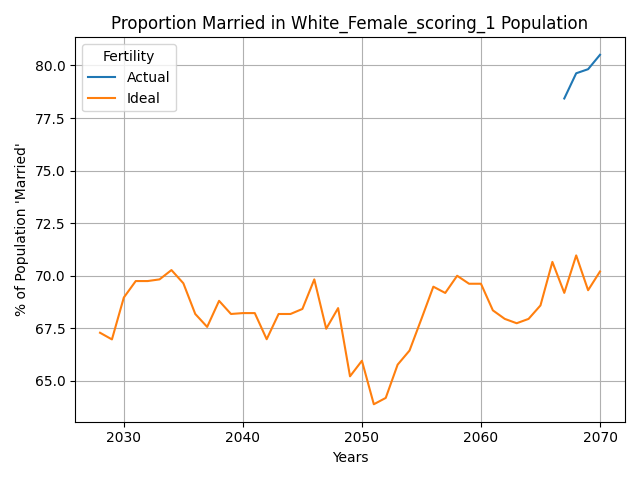 Proportion Married in White_Female_scoring_1 Population
Fertility
Actual
Ideal
% of Population 'Married'
80.0
77.5
75.0
72.5
70.0
67.5
65.0
2030 2040 2050 2060 2070
Years